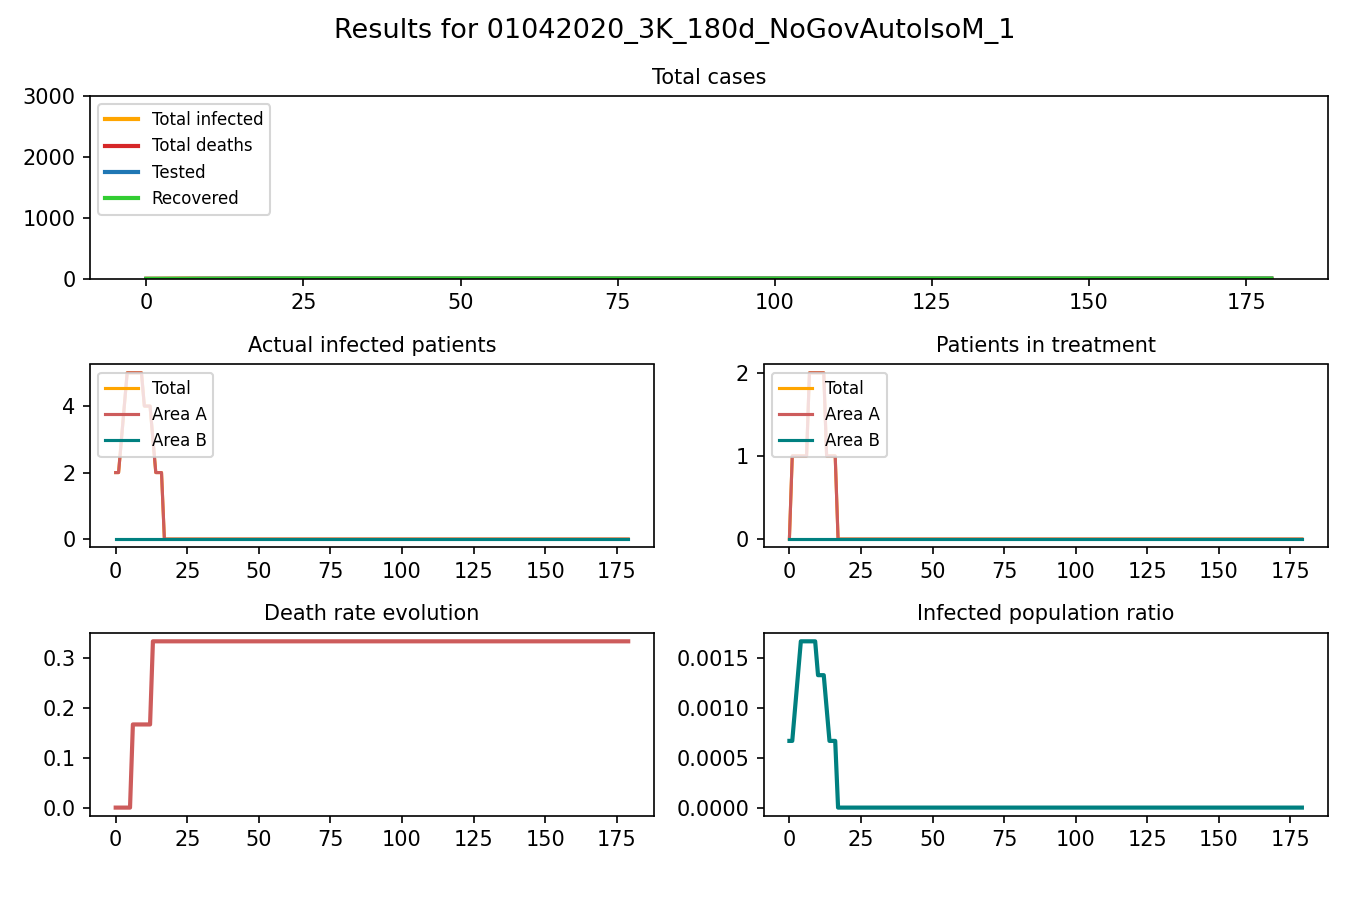 Results for 01042020_3K_180d_NoGovAutoIsoM_1
Total cases
3000
2000
1000
0
Total infected
Total deaths
Tested
Recovered
0 25 50 75 100 125 150 175
Actual infected patients
4
2
0
Total
Area A
Area B
0 25 50 75 100 125 150 175
Patients in treatment
2
1
0
Total
Area A
Area B
0 25 50 75 100 125 150 175
Death rate evolution
0.3
0.2
0.1
0.0
0 25 50 75 100 125 150 175
Infected population ratio
0.0015
0.0010
0.0005
0.0000
0 25 50 75 100 125 150 175